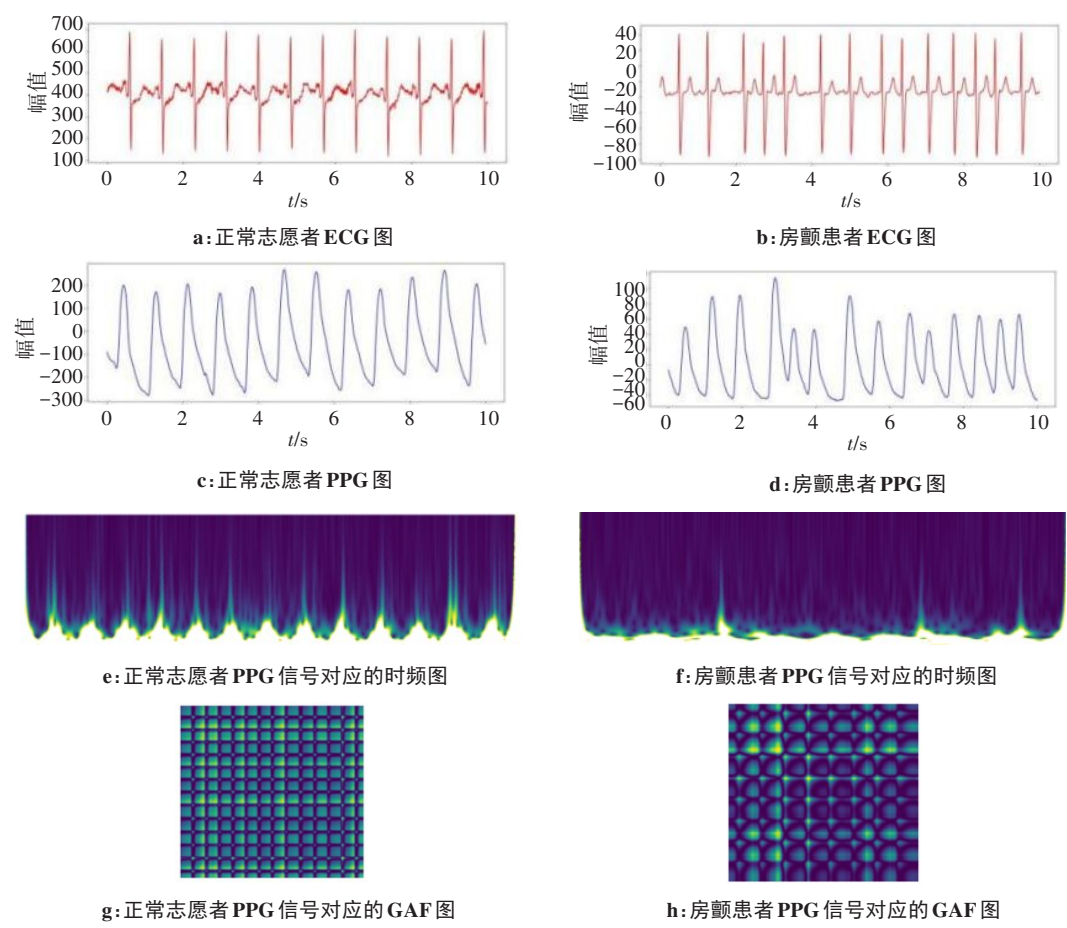 700
600
500
400
300
200
100
幅值
0 2 4 6 8 10
t/s
a:正常志愿者ECG图
40
20
0
−20
−40
−60
−80
−100
幅值
0 2 4 6 8 10
t/s
b:房颤患者ECG图
200
100
0
−100
−200
−300
幅值
0 2 4 6 8 10
t/s
c:正常志愿者PPG图
100
80
60
40
20
0
−20
−40
−60
幅值
0 2 4 6 8 10
t/s
d:房颤患者PPG图
e:正常志愿者PPG信号对应的时频图
f:房颤患者PPG信号对应的时频图
g:正常志愿者PPG信号对应的GAF图
h:房颤患者PPG信号对应的GAF图